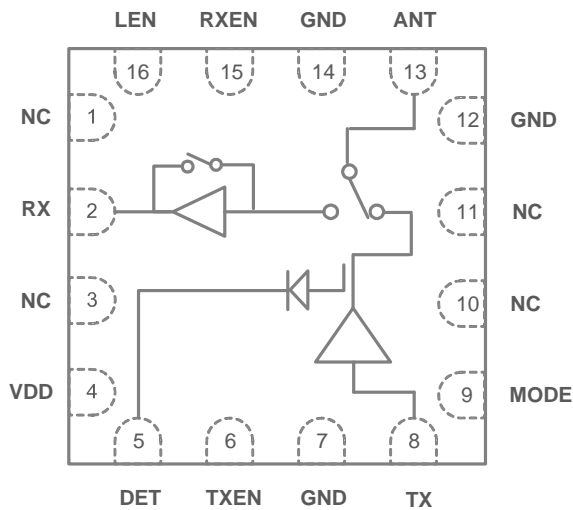 LEN RXEN GND ANT
16 15 14 13
NC 1
12 GND
RX 2
11 NC
NC 3
10 NC
VDD 4
9 MODE
5 6 7 8
DET TXEN GND TX